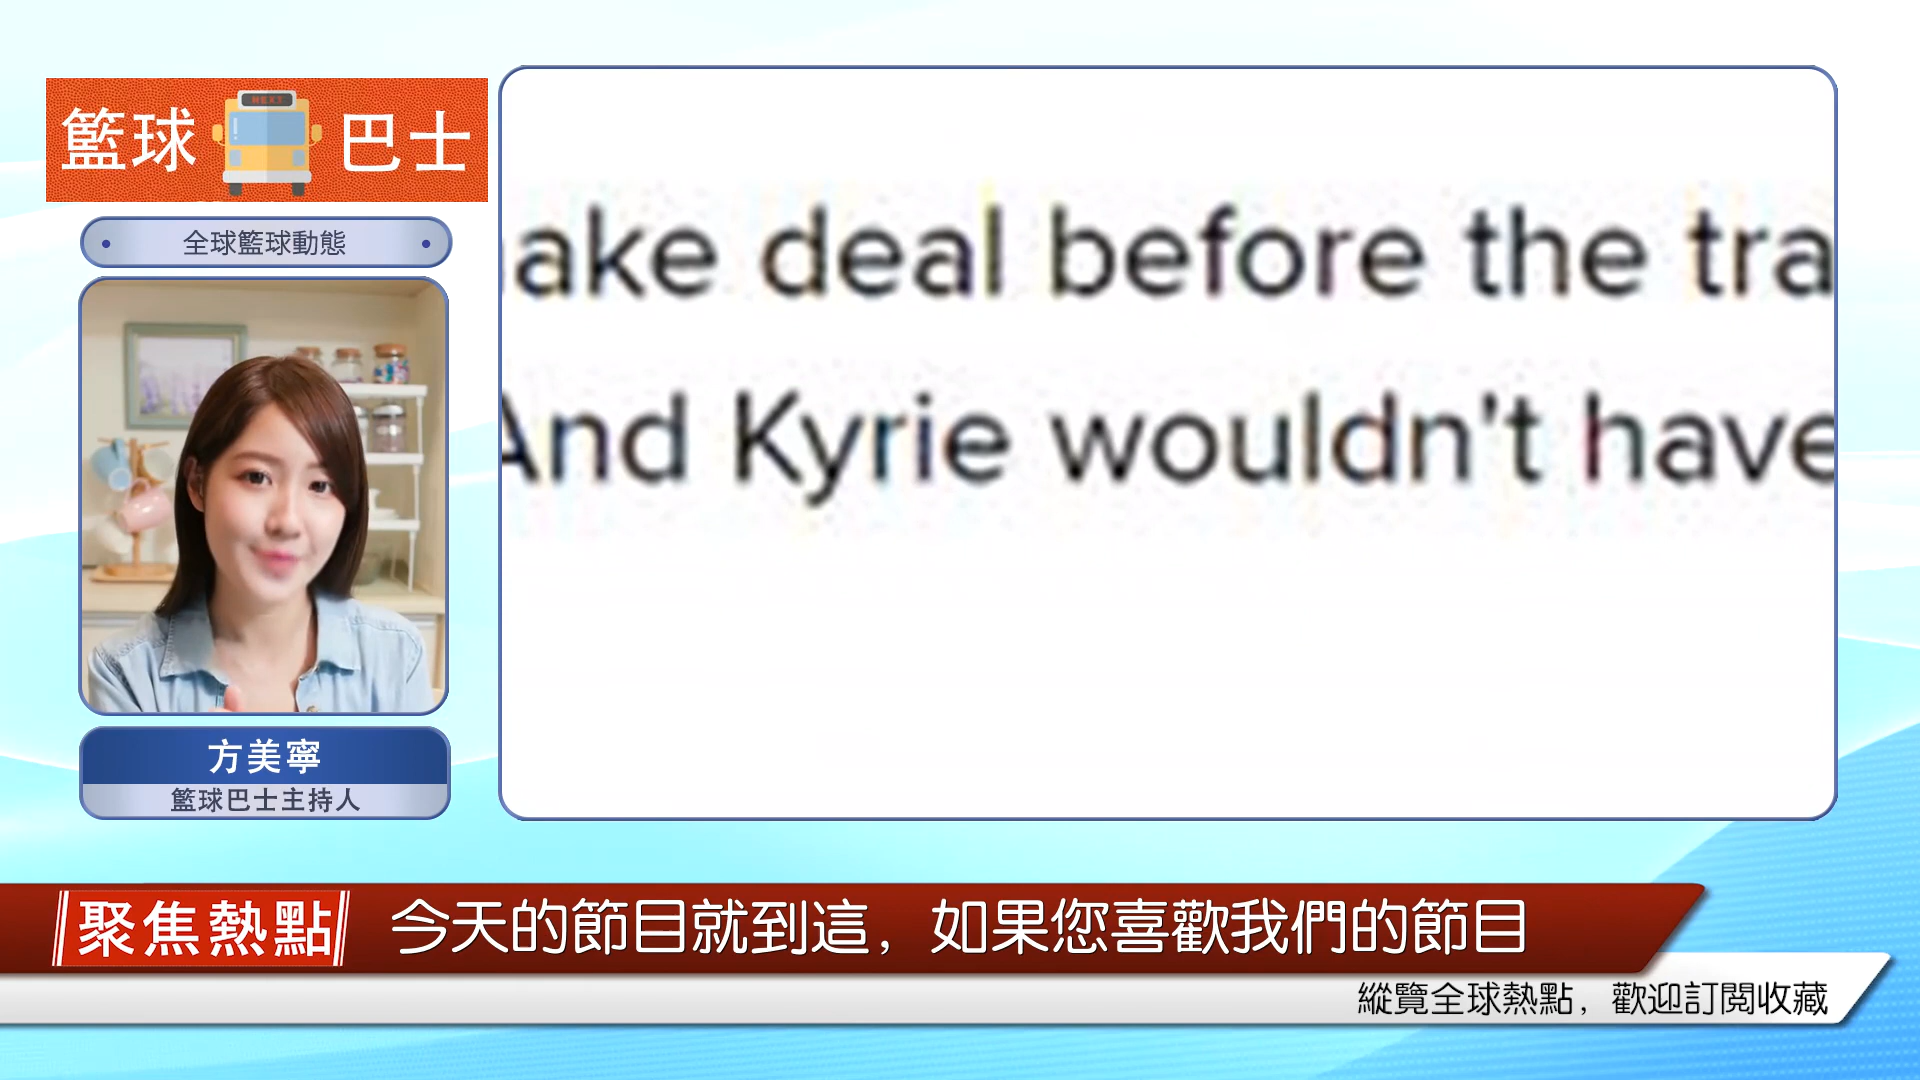 籃球巴士
全球籃球動態
ake deal before the tra
And Kyrie wouldn't have
方美寧
籃球巴士主持人
聚焦熱點
今天的節目就到這，如果您喜歡我們的節目
縱覽全球熱點，歡迎訂閱收藏